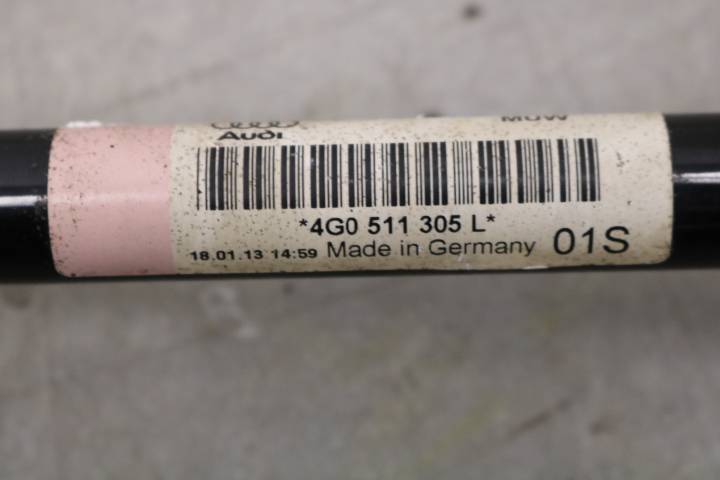 Audi
*4G0 511 305 L*
18.01.13 14:59 Made in Germany 01S